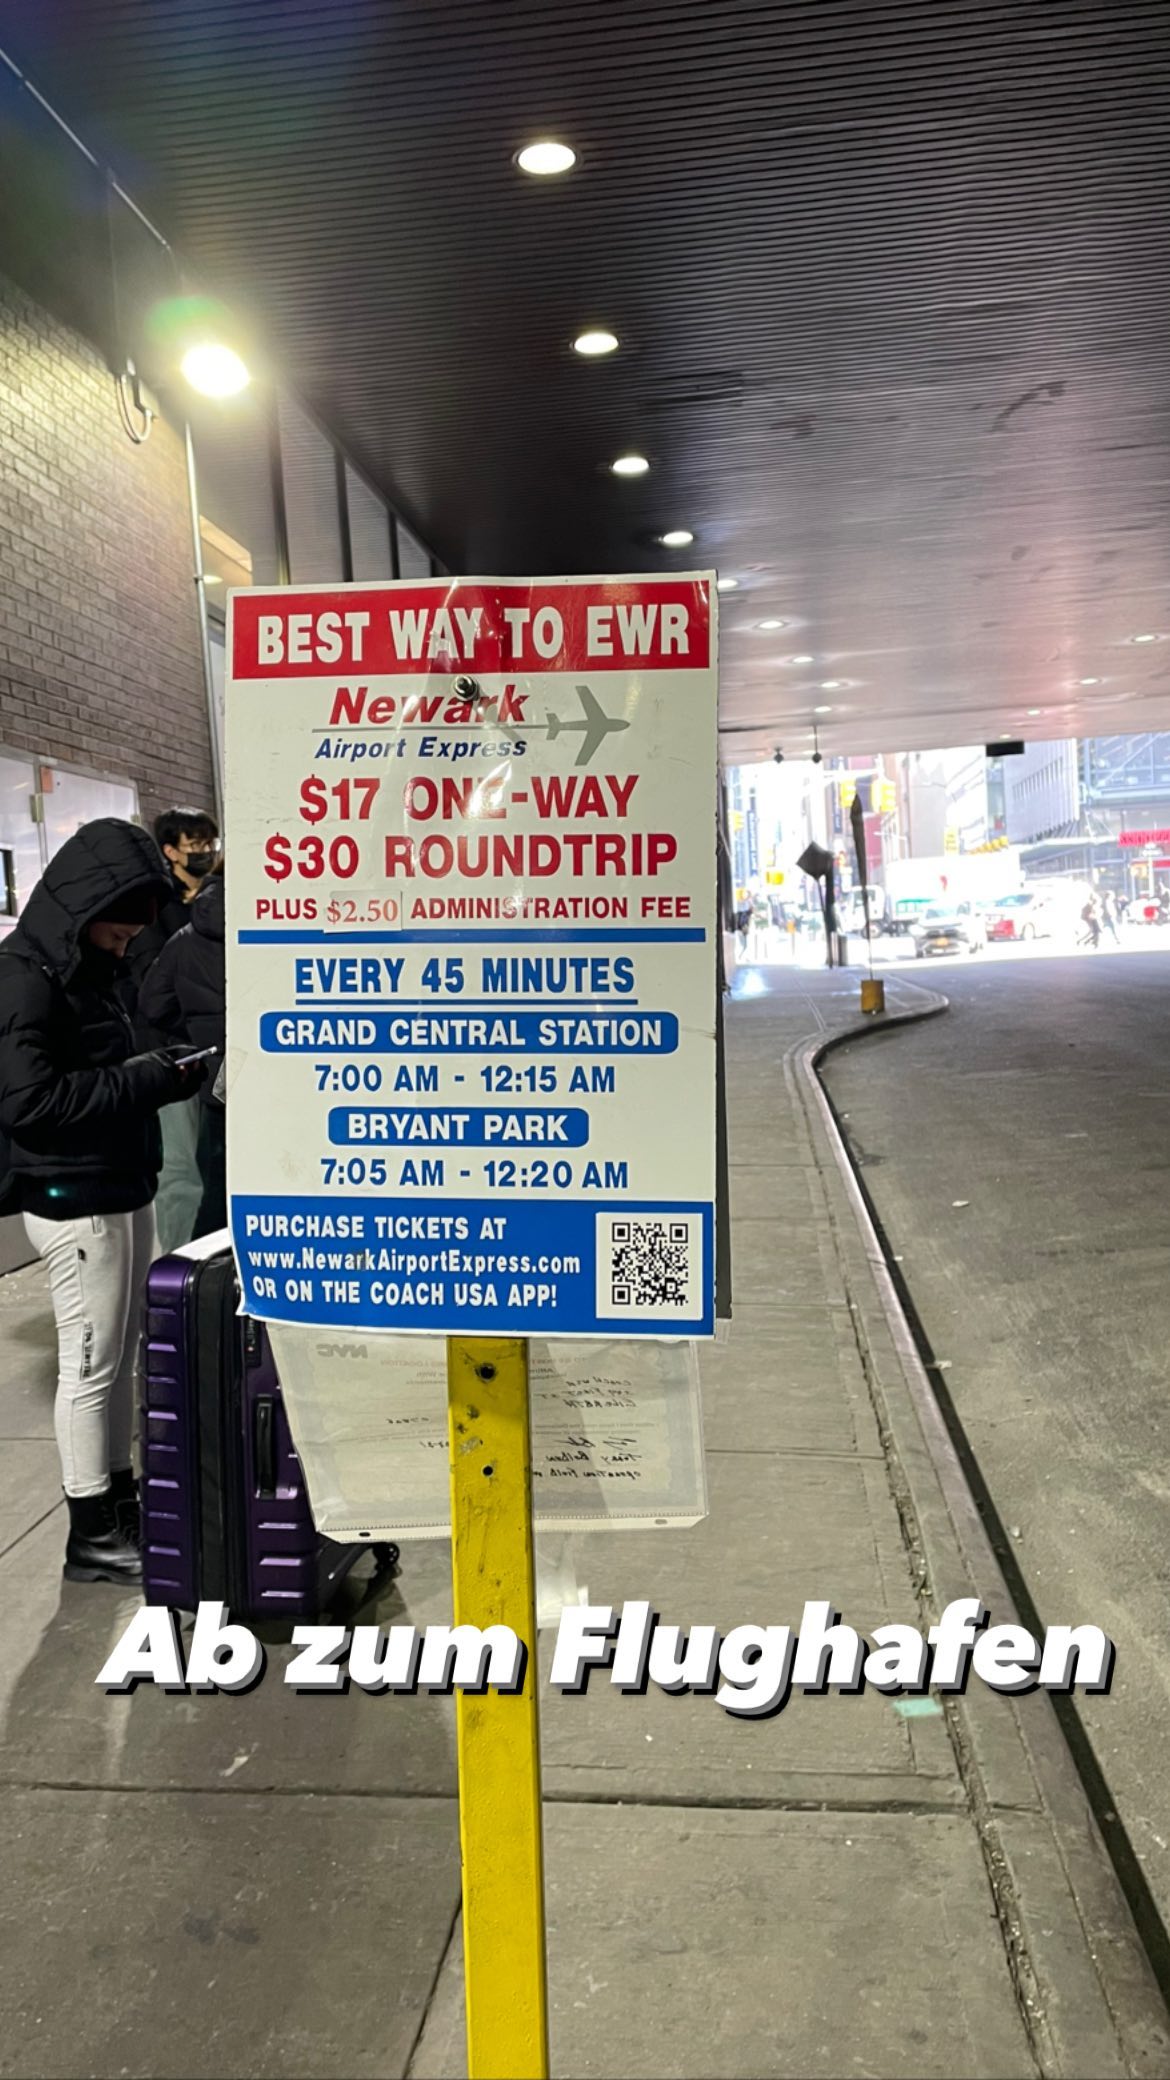 BEST WAY TO EWR
Newark
Airport Express
$17 ONE-WAY
$30 ROUNDTRIP
PLUS $2.50 ADMINISTRATION FEE
EVERY 45 MINUTES
GRAND CENTRAL STATION
7:00 AM - 12:15 AM
BRYANT PARK
7:05 AM - 12:20 AM
PURCHASE TICKETS AT
www.NewarkAirportExpress.com
OR ON THE COACH USA APP!
NYC
Ab zum Flughafen